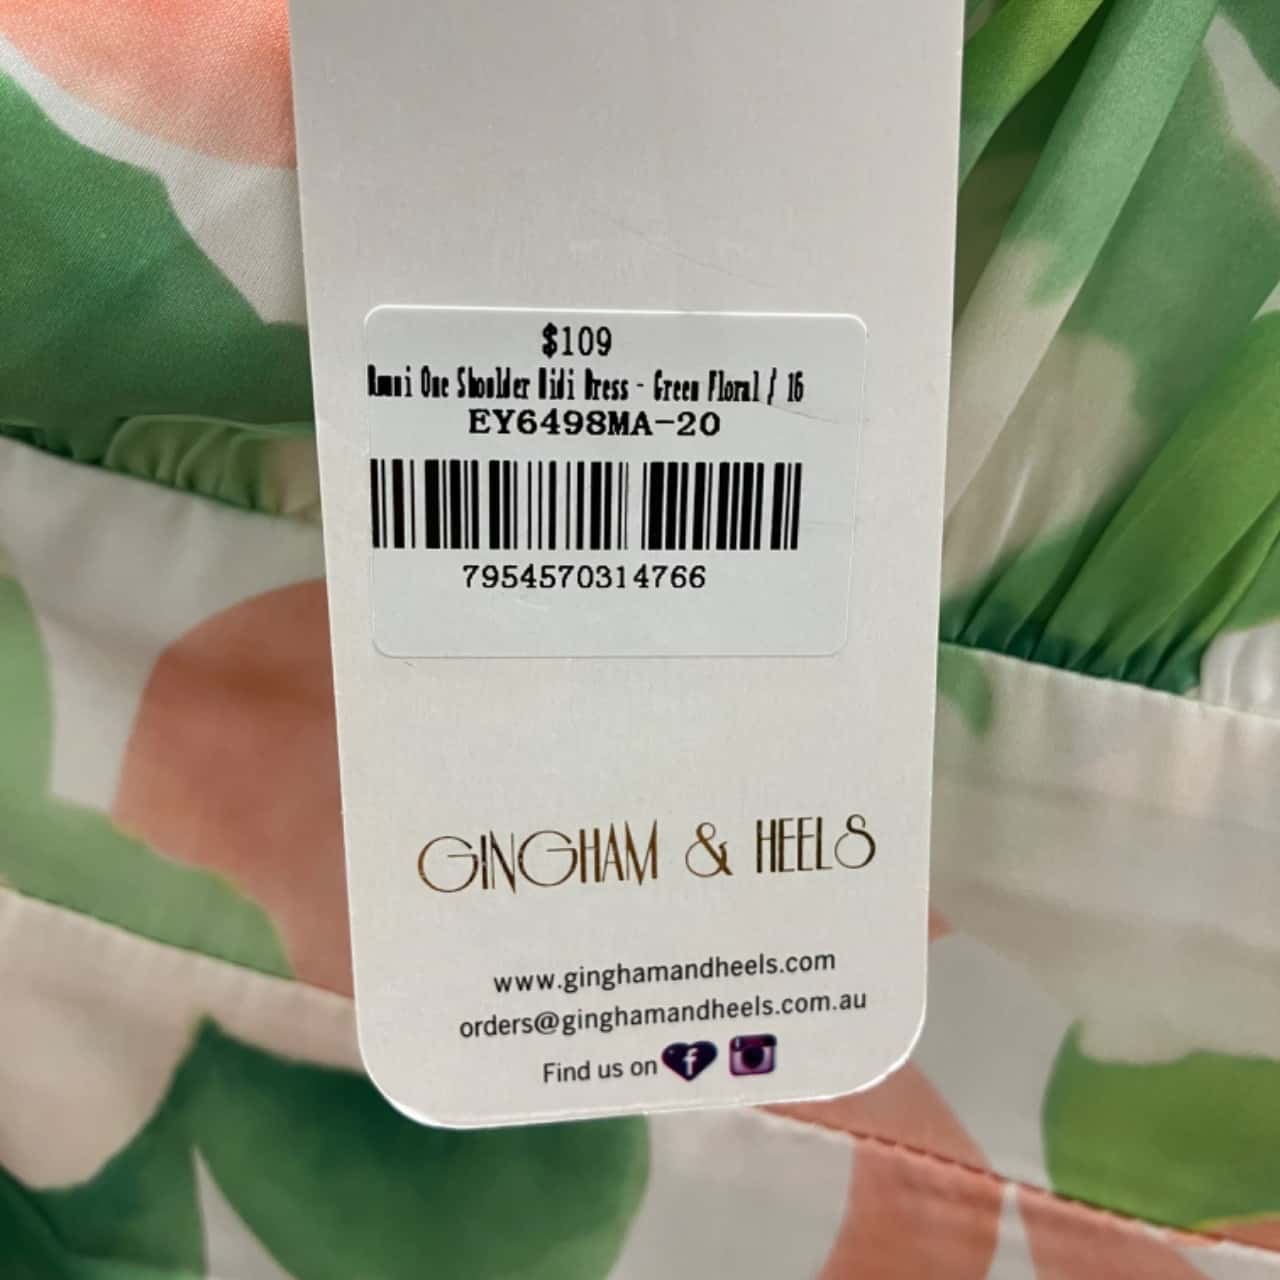 $109
One Shoulder Midi Dress - Green Floral / 16
EY6498MA-20
7954570314766
GINGHAM & HEELS
www.ginghamandheels.com
orders@ginghamandheels.com.au
Find us on